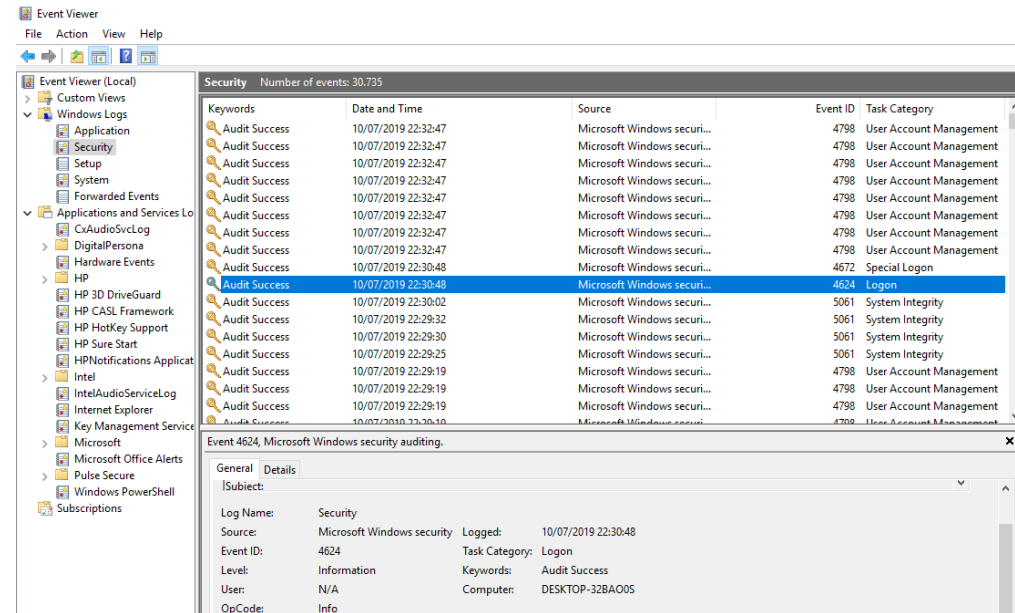 Event Viewer
File Action View Help
Event Viewer (Local)
Custom Views
Windows Logs
Application
Security
Setup
System
Forwarded Events
Applications and Services Lo
CxAudioSvcLog
DigitalPersona
Hardware Events
HP
HP 3D DriveGuard
HP CASL Framework
HP HotKey Support
HP Sure Start
HPNotifications Applicat
Intel
IntelAudioServiceLog
Internet Explorer
Key Management Service
Microsoft
Microsoft Office Alerts
Pulse Secure
Windows PowerShell
Subscriptions
Security Number of events: 30.735
Keywords Date and Time Source Event ID Task Category
Audit Success 10/07/2019 22:32:47 Microsoft Windows securi... 4798 User Account Management
Audit Success 10/07/2019 22:32:47 Microsoft Windows securi... 4798 User Account Management
Audit Success 10/07/2019 22:32:47 Microsoft Windows securi... 4798 User Account Management
Audit Success 10/07/2019 22:32:47 Microsoft Windows securi... 4798 User Account Management
Audit Success 10/07/2019 22:32:47 Microsoft Windows securi... 4798 User Account Management
Audit Success 10/07/2019 22:32:47 Microsoft Windows securi... 4798 User Account Management
Audit Success 10/07/2019 22:32:47 Microsoft Windows securi... 4798 User Account Management
Audit Success 10/07/2019 22:32:47 Microsoft Windows securi... 4798 User Account Management
Audit Success 10/07/2019 22:30:48 Microsoft Windows securi... 4672 Special Logon
Audit Success 10/07/2019 22:30:48 Microsoft Windows securi... 4624 Logon
Audit Success 10/07/2019 22:30:02 Microsoft Windows securi... 5061 System Integrity
Audit Success 10/07/2019 22:29:32 Microsoft Windows securi... 5061 System Integrity
Audit Success 10/07/2019 22:29:30 Microsoft Windows securi... 5061 System Integrity
Audit Success 10/07/2019 22:29:25 Microsoft Windows securi... 5061 System Integrity
Audit Success 10/07/2019 22:29:19 Microsoft Windows securi... 4798 User Account Management
Audit Success 10/07/2019 22:29:19 Microsoft Windows securi... 4798 User Account Management
Audit Success 10/07/2019 22:29:19 Microsoft Windows securi... 4798 User Account Management
Audit Success 10/07/2019 22:29:19 Microsoft Windows securi... 4798 User Account Management
Event 4624, Microsoft Windows security auditing.
General Details
Subject:
Log Name: Security
Source: Microsoft Windows security Logged: 10/07/2019 22:30:48
Event ID: 4624 Task Category: Logon
Level: Information Keywords: Audit Success
User: N/A Computer: DESKTOP-32BAO0S
OpCode: Info